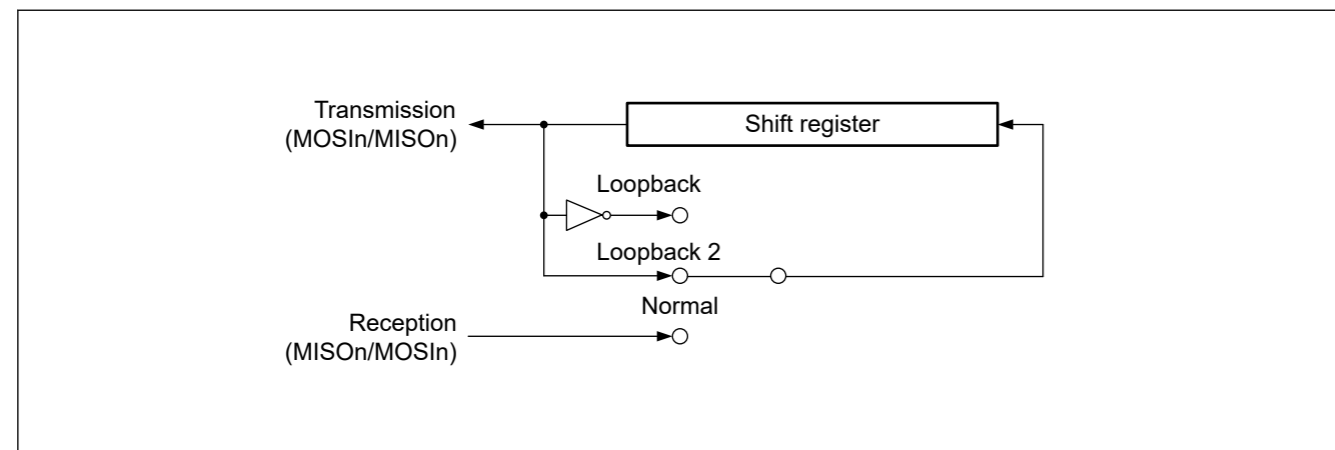 Transmission
(MOSIn/MISOn)
Shift register
Loopback
Loopback 2
Normal
Reception
(MISOn/MOSIn)